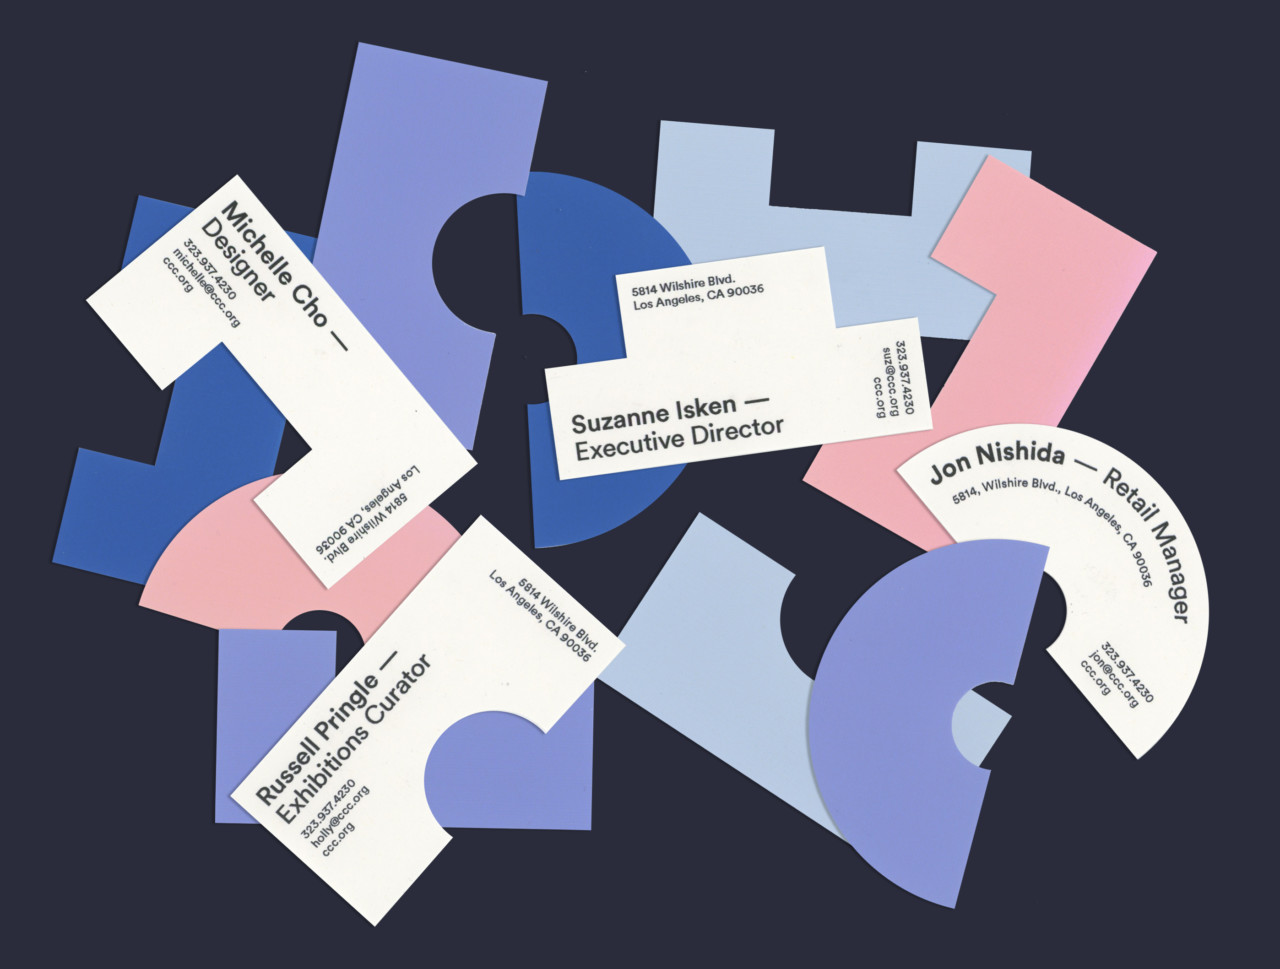 Michelle Cho —
Designer
323.937.4230
michelle@ccc.org
ccc.org
5814 Wilshire Blvd.
Los Angeles, CA 90036
5814 Wilshire Blvd.
Los Angeles, CA 90036
Suzanne Isken —
Executive Director
323.937.4230
suz@ccc.org
ccc.org
Jon Nishida — Retail Manager
5814, Wilshire Blvd., Los Angeles, CA 90036
323.937.4230
jon@ccc.org
ccc.org
5814 Wilshire Blvd.
Los Angeles, CA 90036
Russell Pringle —
Exhibitions Curator
323.937.4230
holly@ccc.org
ccc.org